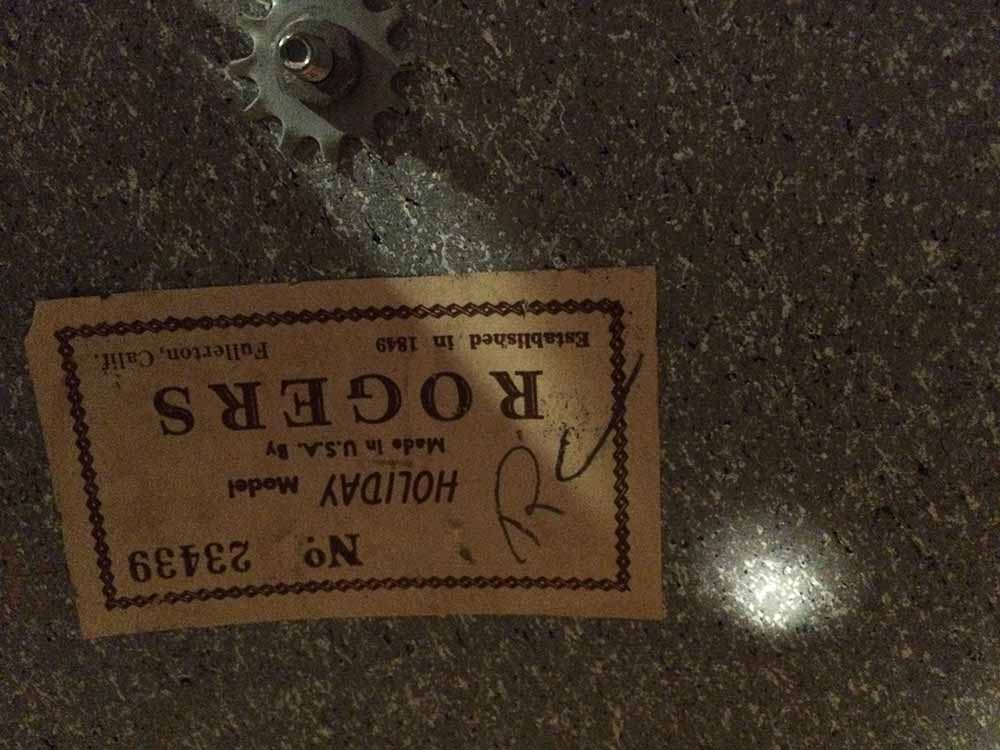 Nº 23439
HOLIDAY Model
Made in U.S.A. By
ROGERS
Established in 1849 Fullerton, Calif.